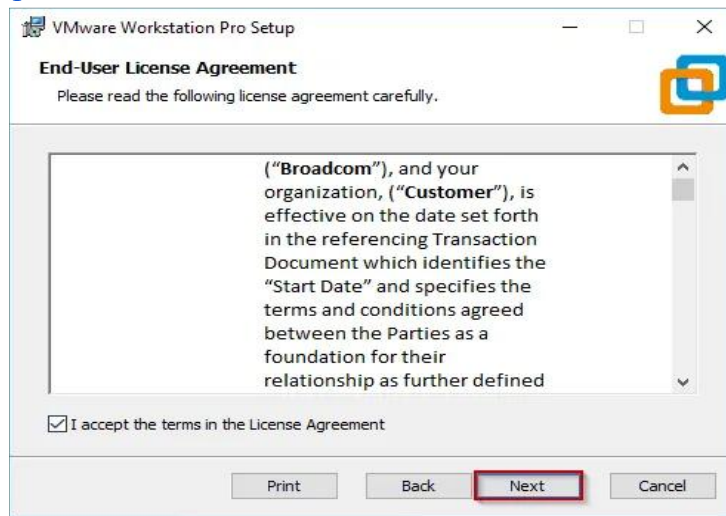 VMware Workstation Pro Setup
End-User License Agreement
Please read the following license agreement carefully.
(“Broadcom”), and your
organization, (“Customer”), is
effective on the date set forth
in the referencing Transaction
Document which identifies the
“Start Date” and specifies the
terms and conditions agreed
between the Parties as a
foundation for their
relationship as further defined
I accept the terms in the License Agreement
Print Back Next Cancel